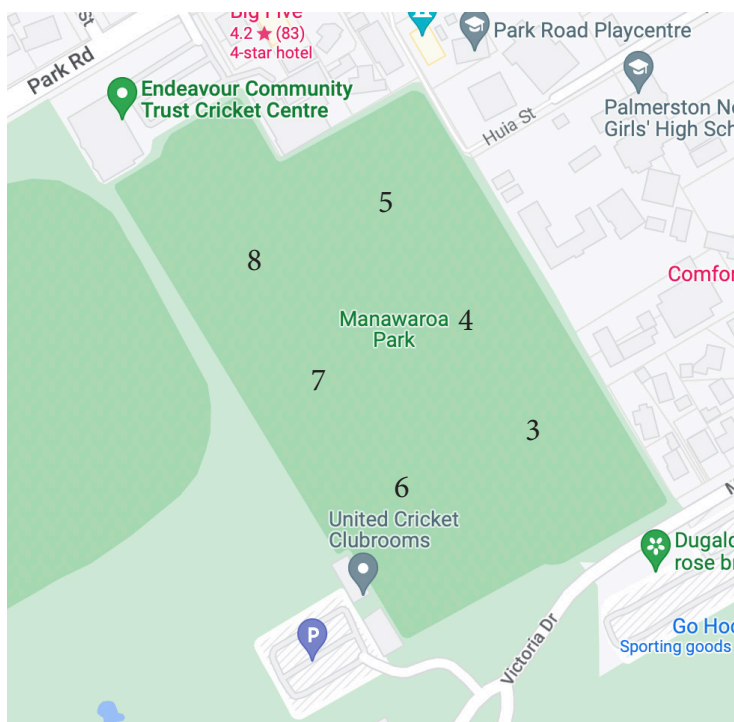 Big Five
4.2 ★ (83)
4-star hotel
St
Park Rd
Park Road Playcentre
Endeavour Community
Trust Cricket Centre
Huia St
Palmerston No
Girls' High Sch
5
8
Comfor
Manawaroa
Park
4
7
3
6
United Cricket
Clubrooms
Dugald
rose br
P
Victoria Dr
Go Hoc
Sporting goods